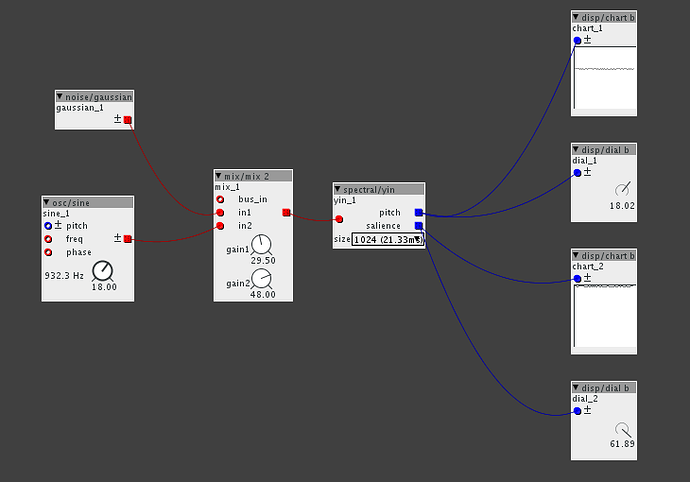 noise/gaussian
gaussian_1
±
osc/sine
sine_1
± pitch
freq ±
phase
932.3 Hz
18.00
mix/mix 2
mix_1
bus_in
in1
in2
gain1
29.50
gain2
48.00
spectral/yin
yin_1
pitch
salience
size 1024 (21.33ms)
disp/chart b
chart_1
±
disp/dial b
dial_1
±
18.02
disp/chart b
chart_2
±
disp/dial b
dial_2
±
61.89